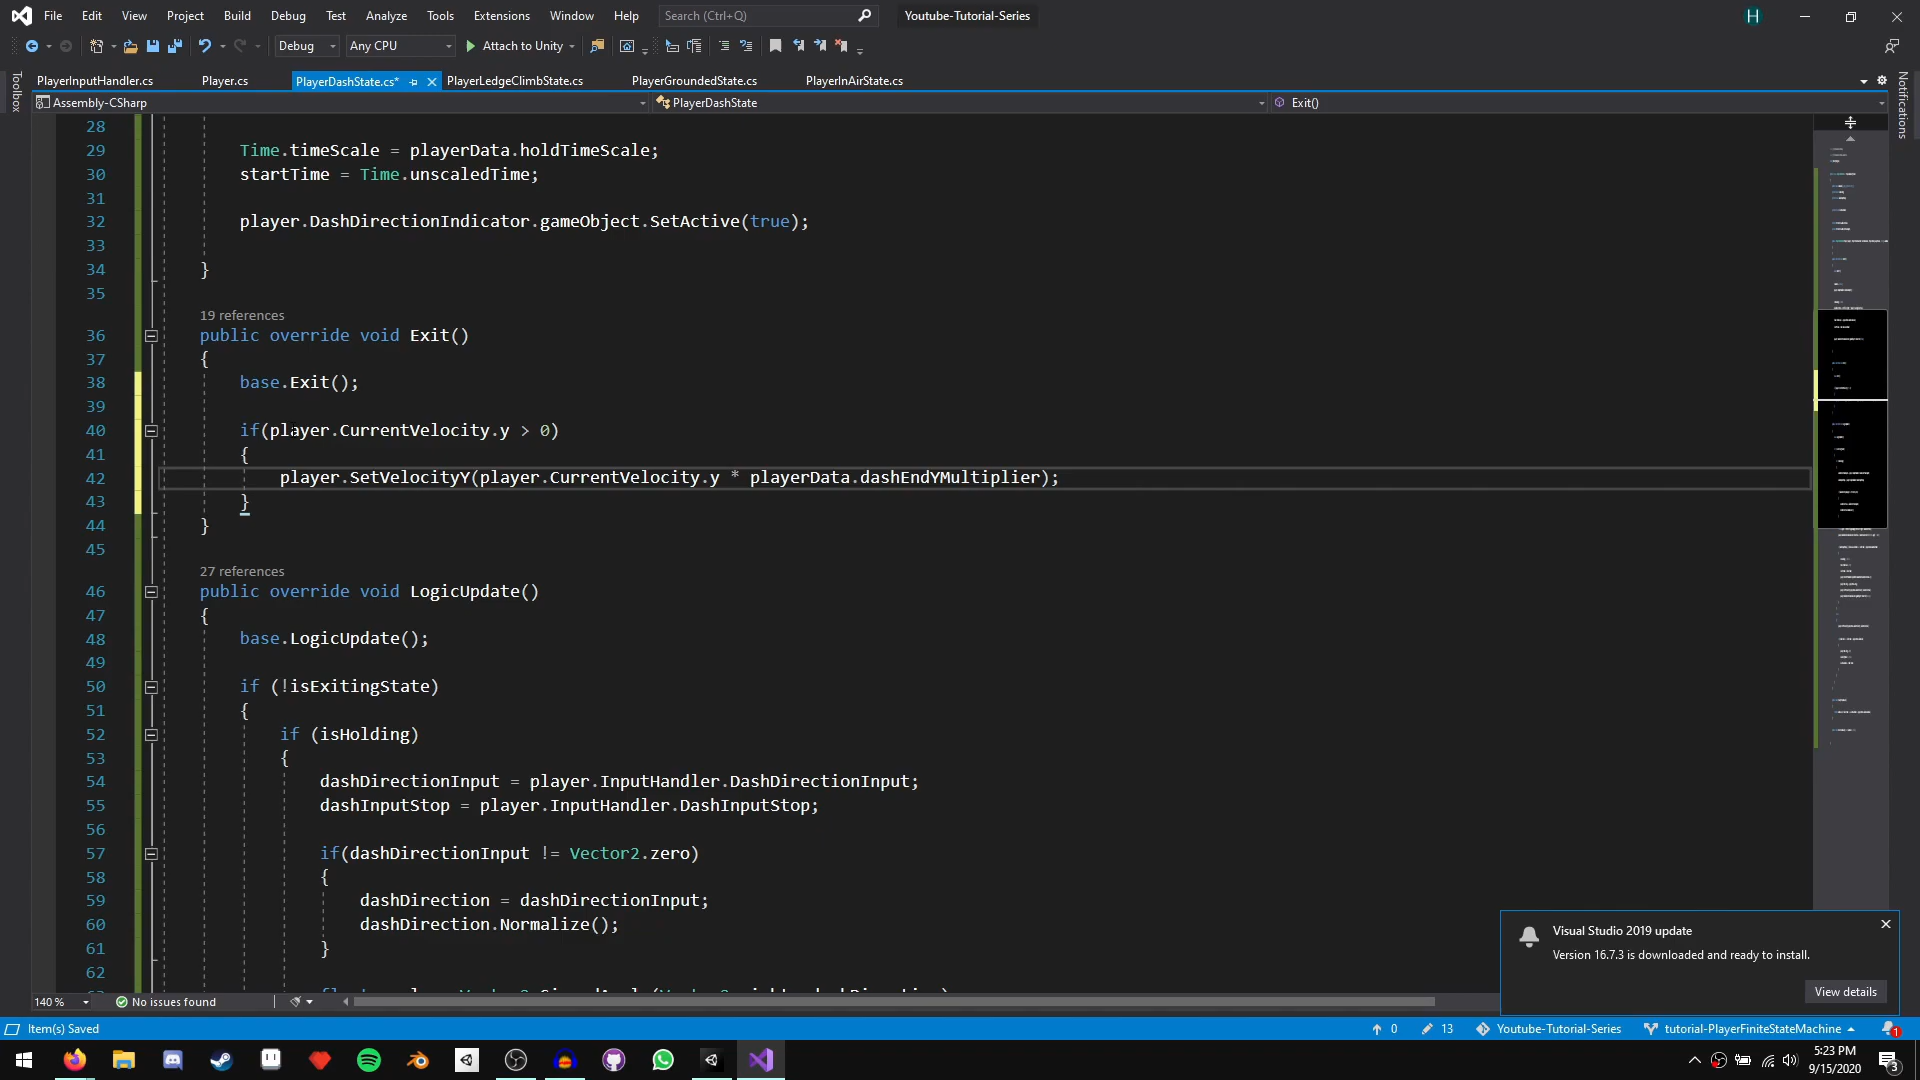 File Edit View Project Build Debug Test Analyze Tools Extensions Window Help Search (Ctrl+Q) Youtube-Tutorial-Series H
Debug Any CPU Attach to Unity
PlayerInputHandler.cs Player.cs PlayerDashState.cs* PlayerLedgeClimbState.cs PlayerGroundedState.cs PlayerInAirState.cs
Assembly-CSharp PlayerDashState Exit()
Toolbox
Notifications
28
29 Time.timeScale = playerData.holdTimeScale;
30 startTime = Time.unscaledTime;
31
32 player.DashDirectionIndicator.gameObject.SetActive(true);
33
34 }
35
19 references
36 public override void Exit()
37 {
38 base.Exit();
39
40 if(player.CurrentVelocity.y > 0)
41 {
42 player.SetVelocityY(player.CurrentVelocity.y * playerData.dashEndYMultiplier);
43 }
44 }
45
27 references
46 public override void LogicUpdate()
47 {
48 base.LogicUpdate();
49
50 if (!isExitingState)
51 {
52 if (isHolding)
53 {
54 dashDirectionInput = player.InputHandler.DashDirectionInput;
55 dashInputStop = player.InputHandler.DashInputStop;
56
57 if(dashDirectionInput != Vector2.zero)
58 {
59 dashDirection = dashDirectionInput;
60 dashDirection.Normalize();
61 }
62
Visual Studio 2019 update
Version 16.7.3 is downloaded and ready to install.
View details
140 % No issues found
Item(s) Saved 0 13 Youtube-Tutorial-Series tutorial-PlayerFiniteStateMachine 1
5:23 PM
9/15/2020
3